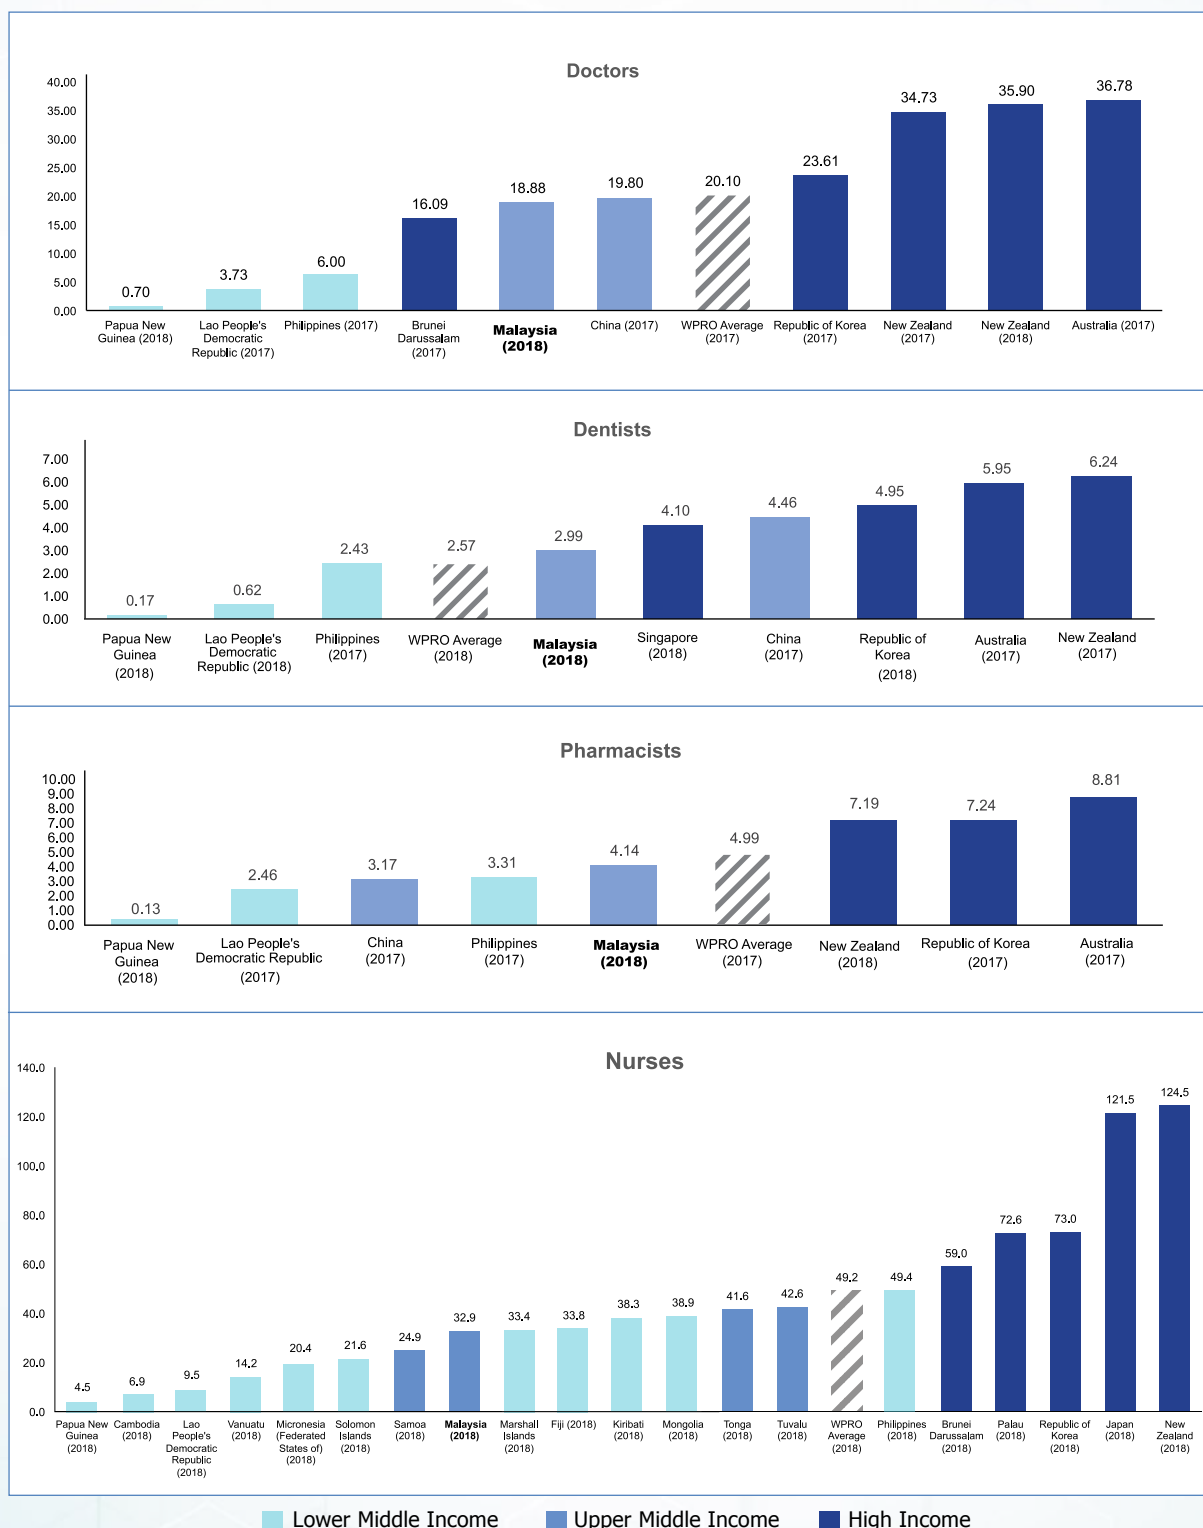 Doctors
40.00
35.00
30.00
25.00
20.00
15.00
10.00
5.00
0.00
0.70
3.73
6.00
16.09
18.88
19.80
20.10
23.61
34.73
35.90
36.78
Papua New
Guinea (2018)
Lao People's
Democratic
Republic (2017)
Philippines (2017)
Brunei
Darussalam
(2017)
Malaysia
(2018)
China (2017)
WPRO Average
(2017)
Republic of Korea
(2017)
New Zealand
(2017)
New Zealand
(2018)
Australia (2017)
Dentists
7.00
6.00
5.00
4.00
3.00
2.00
1.00
0.00
0.17
0.62
2.43
2.57
2.99
4.10
4.46
4.95
5.95
6.24
Papua New
Guinea
(2018)
Lao People's
Democratic
Republic (2018)
Philippines
(2017)
WPRO Average
(2018)
Malaysia
(2018)
Singapore
(2018)
China
(2017)
Republic of
Korea
(2018)
Australia
(2017)
New Zealand
(2017)
Pharmacists
10.00
9.00
8.00
7.00
6.00
5.00
4.00
3.00
2.00
1.00
0.00
0.13
2.46
3.17
3.31
4.14
4.99
7.19
7.24
8.81
Papua New
Guinea
(2018)
Lao People's
Democratic Republic
(2017)
China
(2017)
Philippines
(2017)
Malaysia
(2018)
WPRO Average
(2017)
New Zealand
(2018)
Republic of Korea
(2017)
Australia
(2017)
Nurses
140.0
120.0
100.0
80.0
60.0
40.0
20.0
0.0
4.5
6.9
9.5
14.2
20.4
21.6
24.9
32.9
33.4
33.8
38.3
38.9
41.6
42.6
49.2
49.4
59.0
72.6
73.0
121.5
124.5
Papua New
Guinea
(2018)
Cambodia
(2018)
Lao
People's
Democratic
Republic
(2018)
Vanuatu
(2018)
Micronesia
(Federated
States of)
(2018)
Solomon
Islands
(2018)
Samoa
(2018)
Malaysia
(2018)
Marshall
Islands
(2018)
Fiji (2018)
Kiribati
(2018)
Mongolia
(2018)
Tonga
(2018)
Tuvalu
(2018)
WPRO
Average
(2018)
Philippines
(2018)
Brunei
Darussalam
(2018)
Palau
(2018)
Republic of
Korea
(2018)
Japan
(2018)
New
Zealand
(2018)
Lower Middle Income
Upper Middle Income
High Income